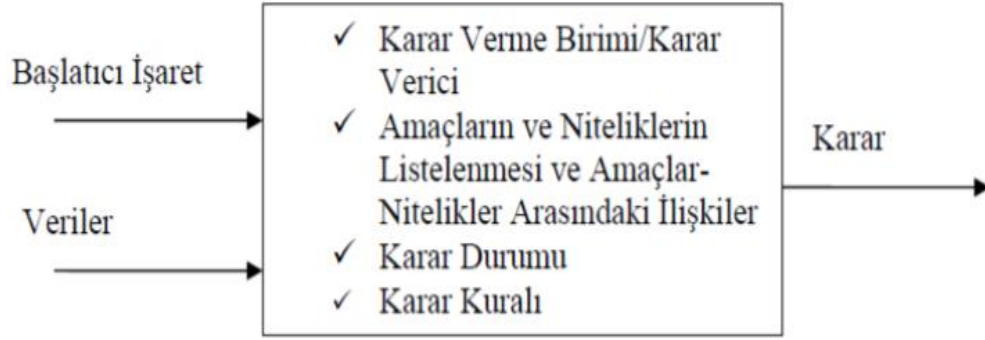 Başlatıcı İşaret
Veriler
✓ Karar Verme Birimi/Karar
Verici
✓ Amaçların ve Niteliklerin
Listelenmesi ve Amaçlar-
Nitelikler Arasındaki İlişkiler
✓ Karar Durumu
✓ Karar Kuralı
Karar